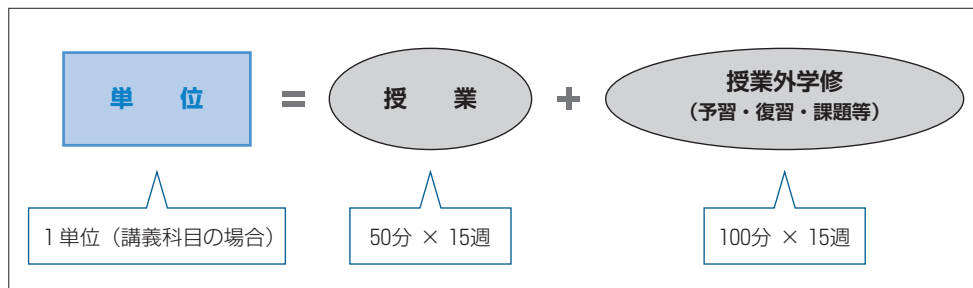 単 位 = 授 業 + 授業外学修
(予習・復習・課題等)
1単位(講義科目の場合)
50分 × 15週
100分 × 15週